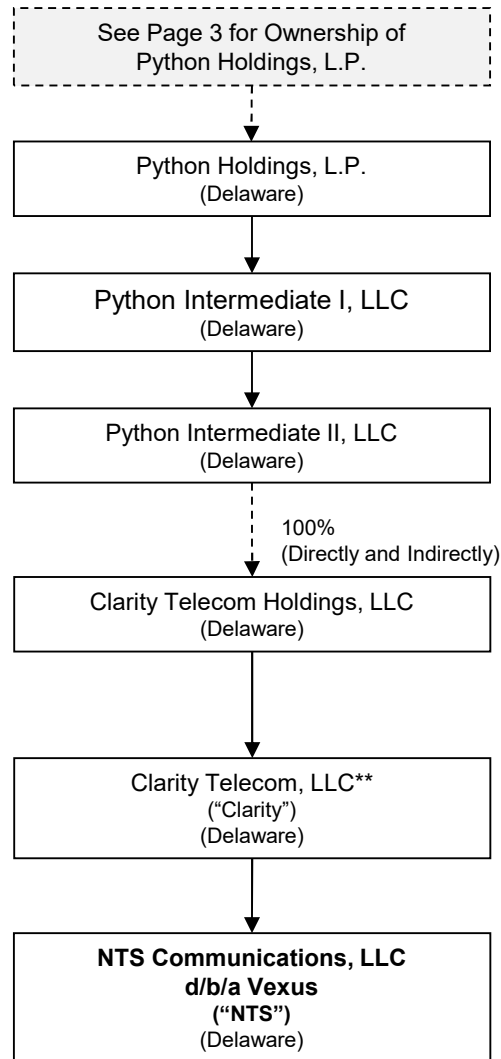 See Page 3 for Ownership of
Python Holdings, L.P.
Python Holdings, L.P.
(Delaware)
Python Intermediate I, LLC
(Delaware)
Python Intermediate II, LLC
(Delaware)
100%
(Directly and Indirectly)
Clarity Telecom Holdings, LLC
(Delaware)
Clarity Telecom, LLC**
(“Clarity”)
(Delaware)
NTS Communications, LLC
d/b/a Vexus
(“NTS”)
(Delaware)